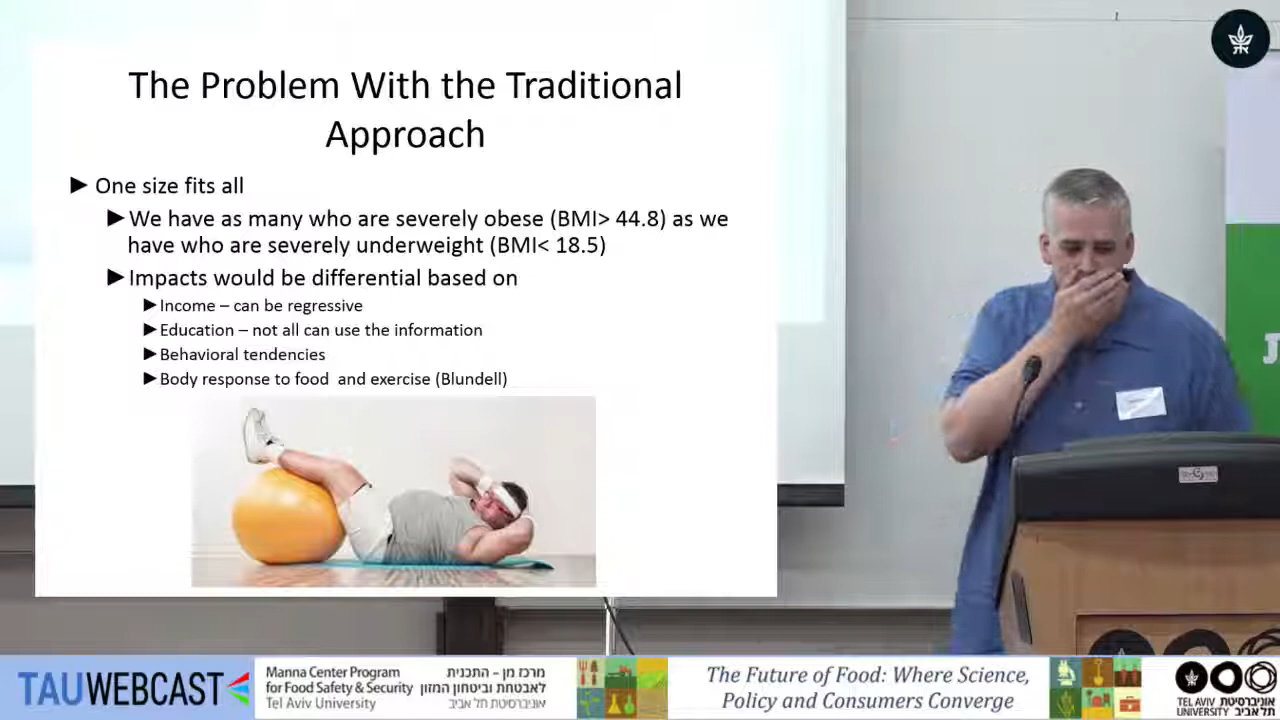 The Problem With the Traditional
Approach
One size fits all
We have as many who are severely obese (BMI> 44.8) as we
have who are severely underweight (BMI< 18.5)
Impacts would be differential based on
Income – can be regressive
Education – not all can use the information
Behavioral tendencies
Body response to food and exercise (Blundell)
TAUWEBCAST
Manna Center Program
for Food Safety & Security
Tel Aviv University
מרכז מן – התכנית
לאבטחת וביטחון המזון
אוניברסיטת תל אביב
The Future of Food: Where Science,
Policy and Consumers Converge
TEL AVIV
UNIVERSITY
אוניברסיטת
תל אביב